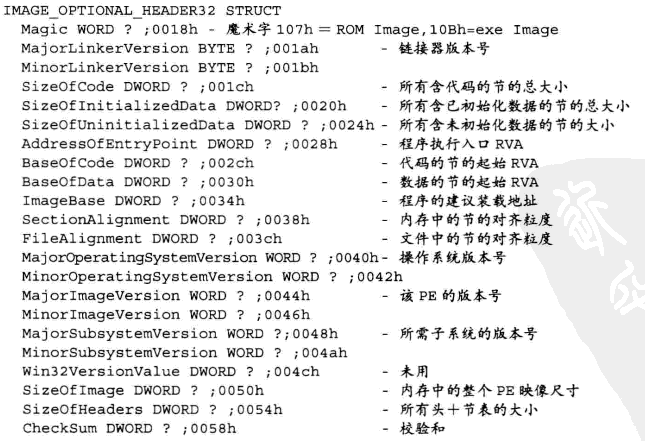 IMAGE_OPTIONAL_HEADER32 STRUCT
Magic WORD ? ;0018h - 魔术字 107h = ROM Image,10Bh=exe Image
MajorLinkerVersion BYTE ? ;001ah - 链接器版本号
MinorLinkerVersion BYTE ? ;001bh
SizeOfCode DWORD ? ;001ch - 所有含代码的节的总大小
SizeOfInitializedData DWORD? ;0020h - 所有含已初始化数据的节的总大小
SizeOfUninitializedData DWORD ? ;0024h - 所有含未初始化数据的节的大小
AddressOfEntryPoint DWORD ? ;0028h - 程序执行入口 RVA
BaseOfCode DWORD ? ;002ch - 代码的节的起始 RVA
BaseOfData DWORD ? ;0030h - 数据的节的起始 RVA
ImageBase DWORD ? ;0034h - 程序的建议装载地址
SectionAlignment DWORD ? ;0038h - 内存中的节的对齐粒度
FileAlignment DWORD ? ;003ch - 文件中的节的对齐粒度
MajorOperatingSystemVersion WORD ? ;0040h- 操作系统版本号
MinorOperatingSystemVersion WORD ? ;0042h
MajorImageVersion WORD ? ;0044h - 该 PE 的版本号
MinorImageVersion WORD ? ;0046h
MajorSubsystemVersion WORD ?;0048h - 所需子系统的版本号
MinorSubsystemVersion WORD ? ;004ah
Win32VersionValue DWORD ? ;004ch - 未用
SizeOfImage DWORD ? ;0050h - 内存中的整个 PE 映像尺寸
SizeOfHeaders DWORD ? ;0054h - 所有头+节表的大小
CheckSum DWORD ? ;0058h - 校验和